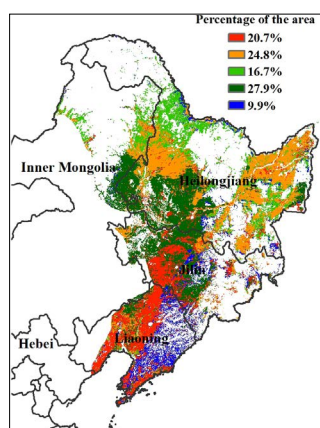 Percentage of the area
20.7%
24.8%
16.7%
27.9%
9.9%
Inner Mongolia
Heilongjiang
Jilin
Liaoning
Hebei